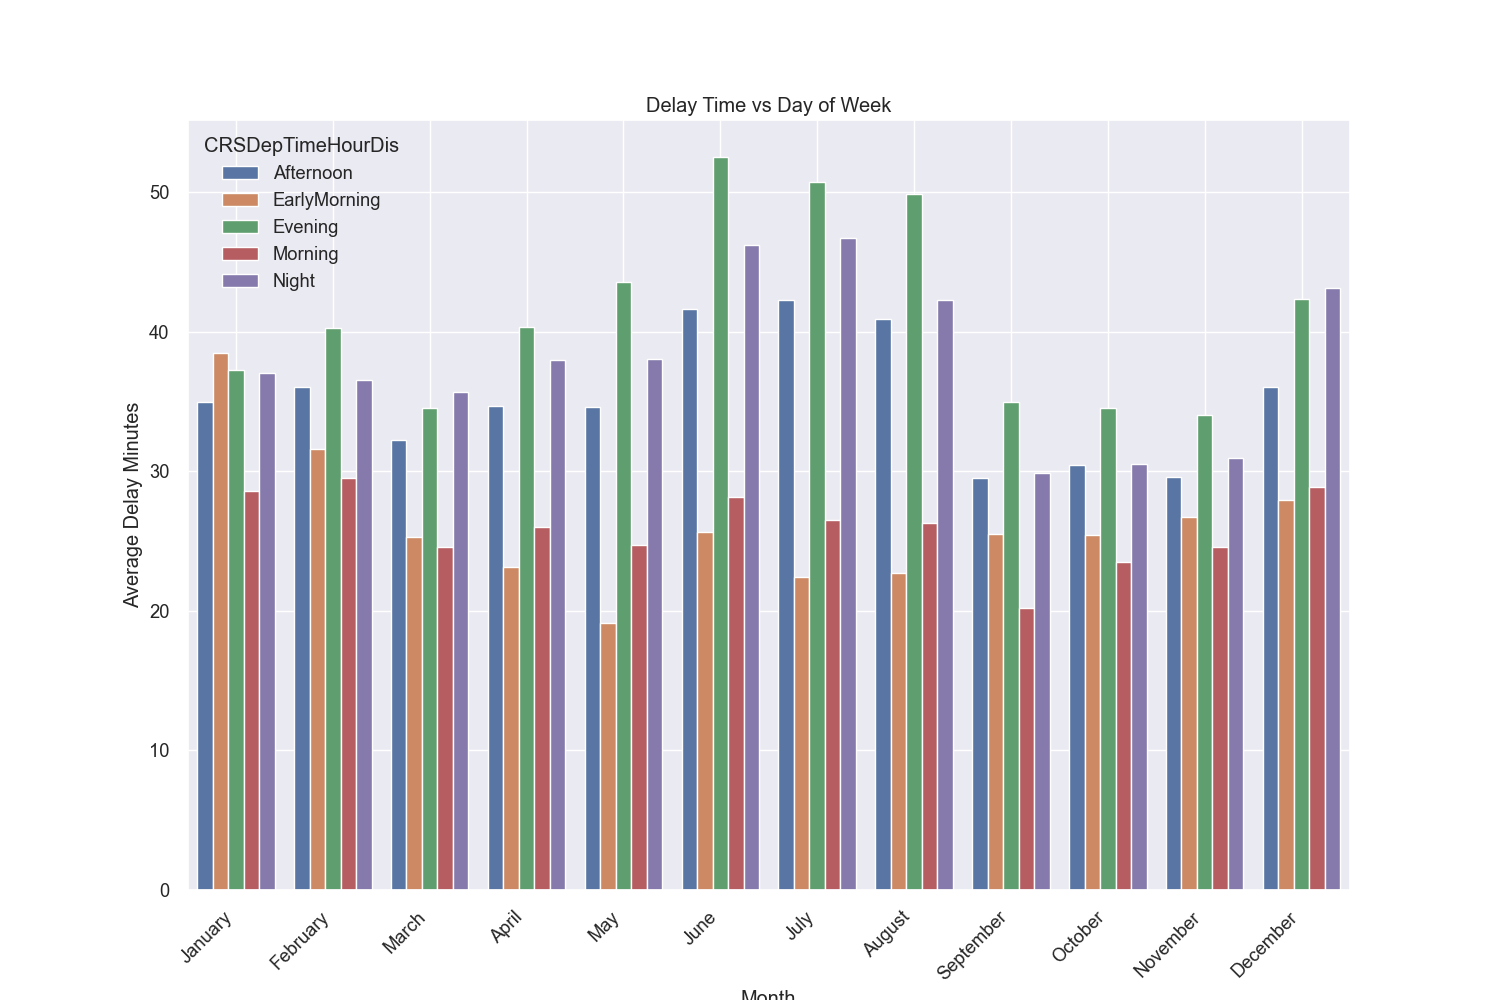 Delay Time vs Day of Week
CRSDepTimeHourDis
Afternoon
EarlyMorning
Evening
Morning
Night
50
40
30
20
10
0
Average Delay Minutes
January
February
March
April
May
June
July
August
September
October
November
December
Month